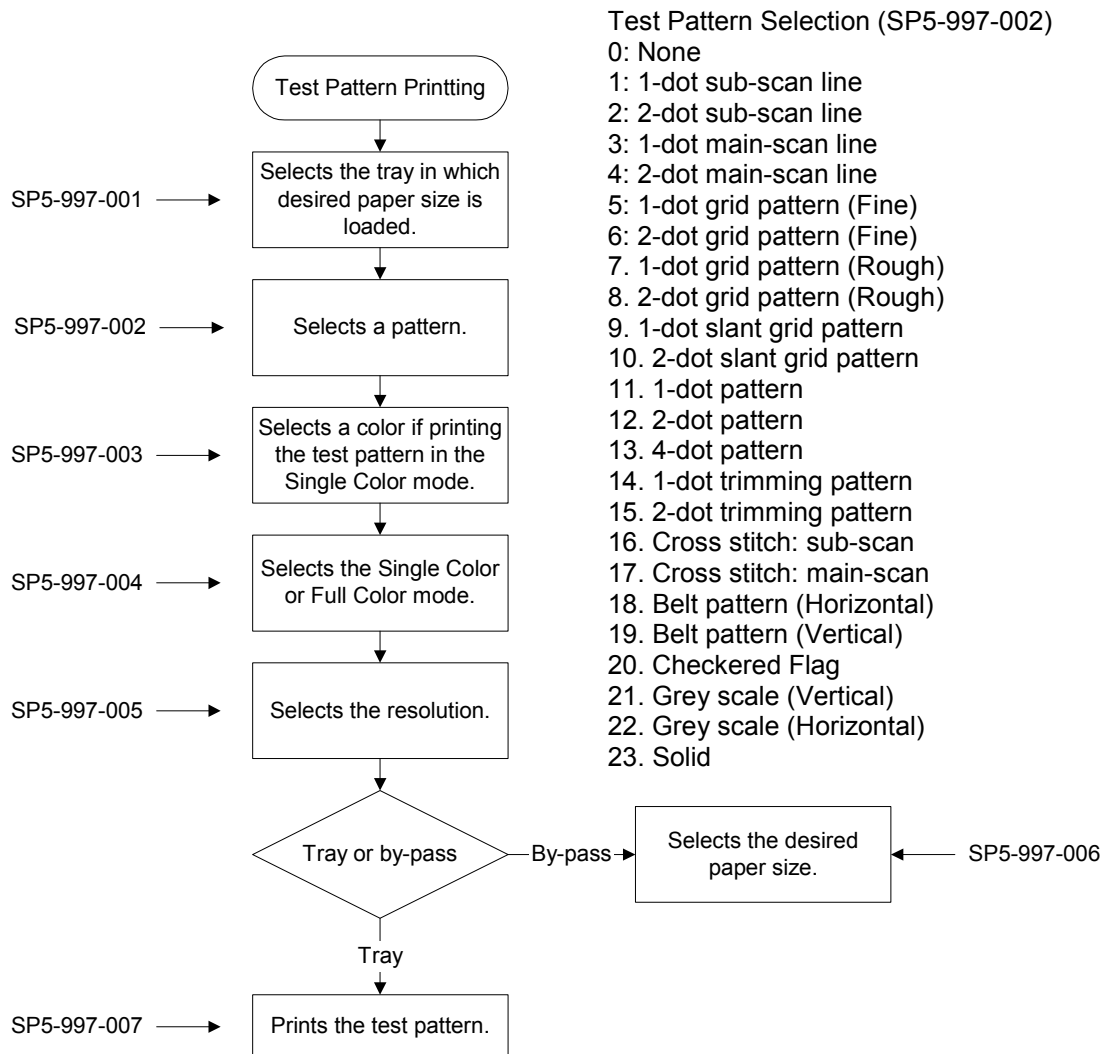 Test Pattern Printting
SP5-997-001
Selects the tray in which
desired paper size is
loaded.
SP5-997-002
Selects a pattern.
SP5-997-003
Selects a color if printing
the test pattern in the
Single Color mode.
SP5-997-004
Selects the Single Color
or Full Color mode.
SP5-997-005
Selects the resolution.
Tray or by-pass
By-pass
Selects the desired
paper size.
SP5-997-006
Tray
SP5-997-007
Prints the test pattern.
Test Pattern Selection (SP5-997-002)
0: None
1: 1-dot sub-scan line
2: 2-dot sub-scan line
3: 1-dot main-scan line
4: 2-dot main-scan line
5: 1-dot grid pattern (Fine)
6: 2-dot grid pattern (Fine)
7. 1-dot grid pattern (Rough)
8. 2-dot grid pattern (Rough)
9. 1-dot slant grid pattern
10. 2-dot slant grid pattern
11. 1-dot pattern
12. 2-dot pattern
13. 4-dot pattern
14. 1-dot trimming pattern
15. 2-dot trimming pattern
16. Cross stitch: sub-scan
17. Cross stitch: main-scan
18. Belt pattern (Horizontal)
19. Belt pattern (Vertical)
20. Checkered Flag
21. Grey scale (Vertical)
22. Grey scale (Horizontal)
23. Solid